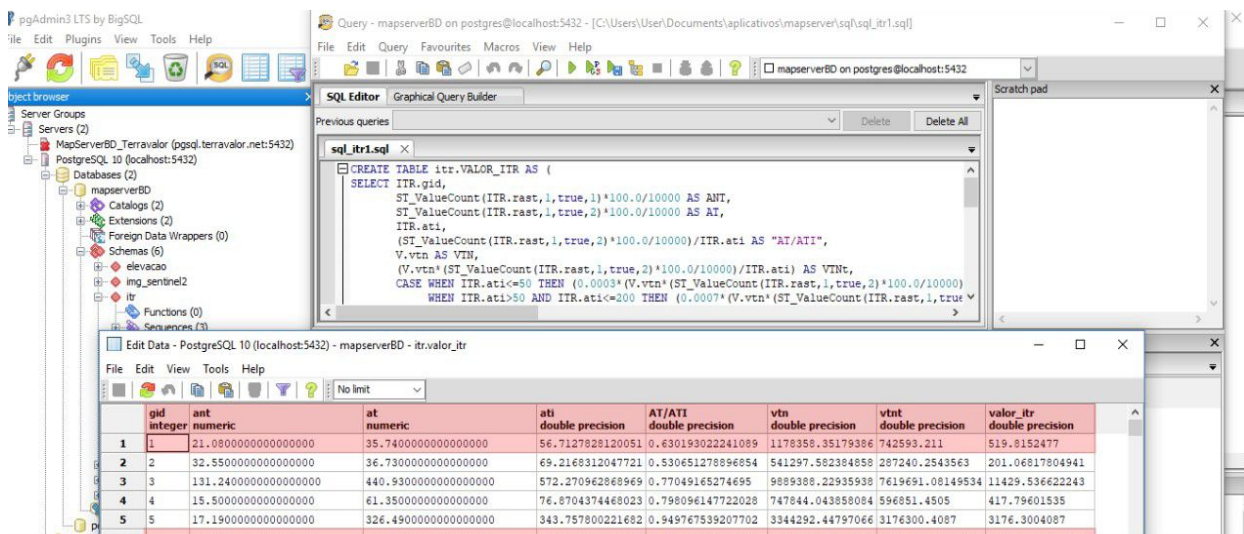 pgAdmin3 LTS by BigSQL
File Edit Plugins View Tools Help
SQL
Object browser
Server Groups
Servers (2)
MapServerBD_Terravalor (pgsql.terravalor.net:5432)
PostgreSQL 10 (localhost:5432)
Databases (2)
mapserverBD
Catalogs (2)
Extensions (2)
Foreign Data Wrappers (0)
Schemas (6)
elevacao
img_sentinel2
itr
Functions (0)
Sequences (3)
Query - mapserverBD on postgres@localhost:5432 - [C:\Users\User\Documents\aplicativos\mapserver\sql\sql_itr1.sql]
File Edit Query Favourites Macros View Help
mapserverBD on postgres@localhost:5432
SQL Editor Graphical Query Builder
Previous queries Delete Delete All
sql_itr1.sql
CREATE TABLE itr.VALOR_ITR AS (
SELECT ITR.gid,
ST_ValueCount(ITR.rast,1,true,1)*100.0/10000 AS ANT,
ST_ValueCount(ITR.rast,1,true,2)*100.0/10000 AS AT,
ITR.ati,
(ST_ValueCount(ITR.rast,1,true,2)*100.0/10000)/ITR.ati AS "AT/ATI",
V.vtn AS VTN,
(V.vtn*(ST_ValueCount(ITR.rast,1,true,2)*100.0/10000)/ITR.ati) AS VTNt,
CASE WHEN ITR.ati<=50 THEN (0.0003*(V.vtn*(ST_ValueCount(ITR.rast,1,true,2)*100.0/10000)
WHEN ITR.ati>50 AND ITR.ati<=200 THEN (0.0007*(V.vtn*(ST_ValueCount(ITR.rast,1,true
Scratch pad
Edit Data - PostgreSQL 10 (localhost:5432) - mapserverBD - itr.valor_itr
File Edit View Tools Help
No limit
gid ant at ati AT/ATI vtn vtnt valor_itr
integer numeric numeric double precision double precision double precision double precision double precision
1 1 21.0800000000000000 35.7400000000000000 56.7127828120051 0.630193022241089 1178358.35179386 742593.211 519.8152477
2 2 32.5500000000000000 36.7300000000000000 69.2168312047721 0.530651278896854 541297.582384858 287240.2543563 201.06817804941
3 3 131.2400000000000000 440.9300000000000000 572.270962868969 0.77049165274695 9889388.22935938 7619691.08149534 11429.536622243
4 4 15.5000000000000000 61.3500000000000000 76.8704374468023 0.798096147722028 747844.043858084 596851.4505 417.79601535
5 5 17.1900000000000000 326.4900000000000000 343.757800221682 0.949767539207702 3344292.44797066 3176300.4087 3176.3004087